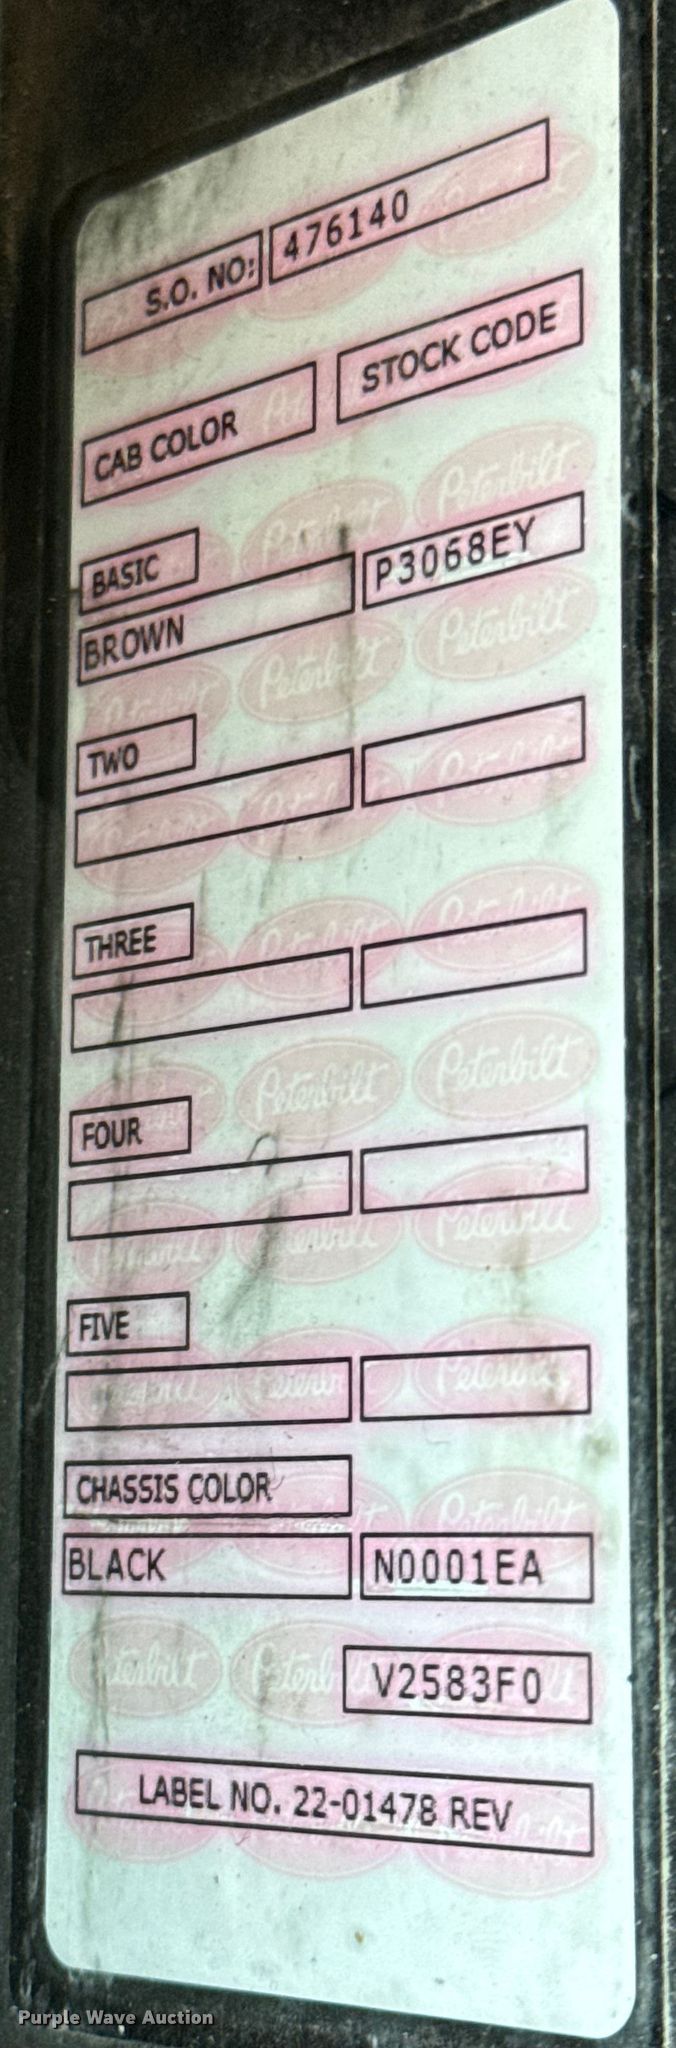 S.O. NO: 476140
CAB COLOR STOCK CODE
BASIC
BROWN P3068EY
TWO
THREE
FOUR
FIVE
CHASSIS COLOR
BLACK N0001EA
V2583F0
LABEL NO. 22-01478 REV
Peterbilt
Purple Wave Auction